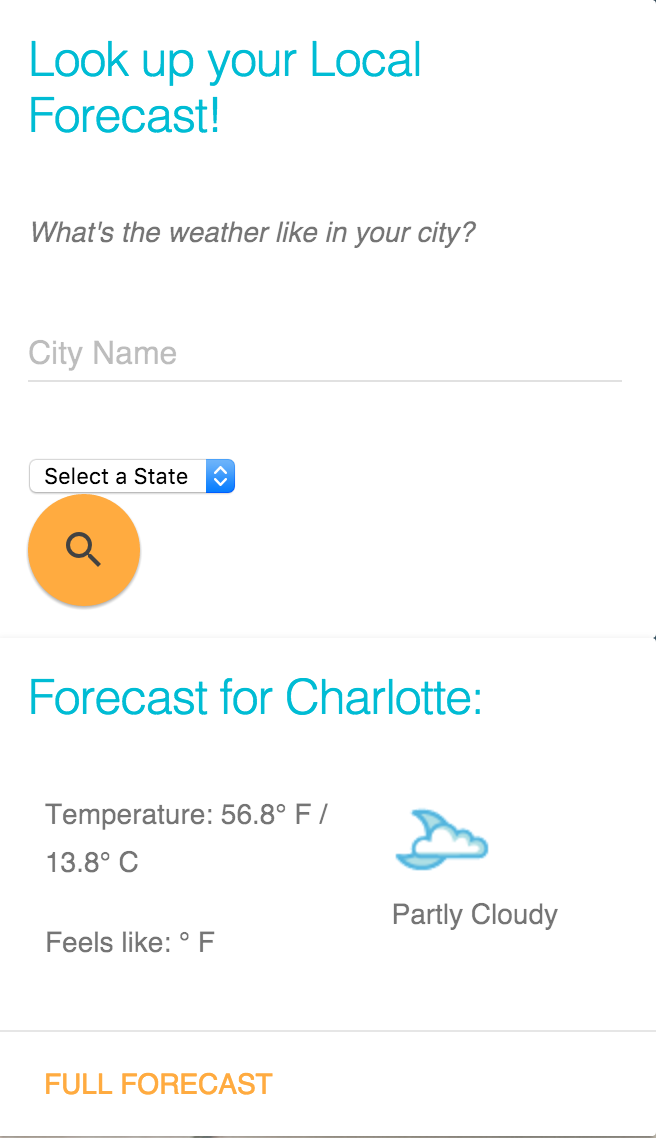 Look up your Local
Forecast!
What's the weather like in your city?
City Name
Select a State
Forecast for Charlotte:
Temperature: 56.8° F /
13.8° C
Partly Cloudy
Feels like: ° F
FULL FORECAST